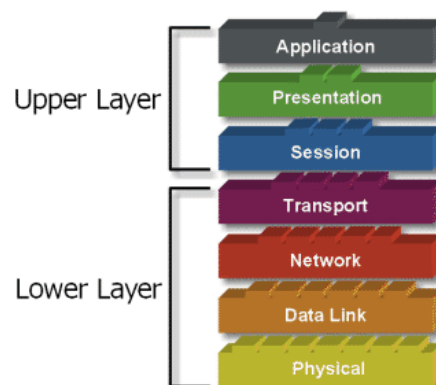 Upper Layer
Application
Presentation
Session
Lower Layer
Transport
Network
Data Link
Physical